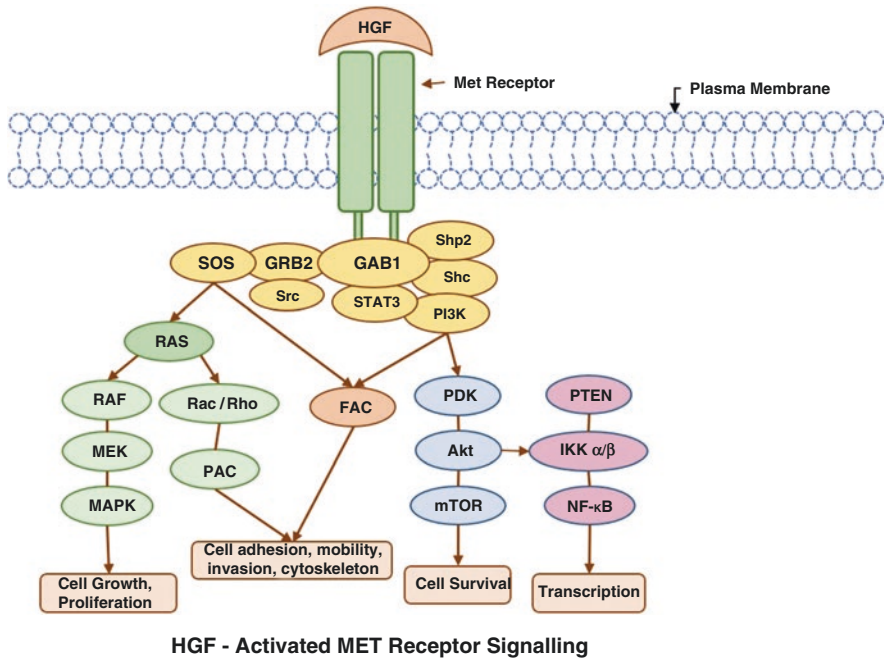 HGF
Met Receptor
Plasma Membrane
Shp2
SOS
GRB2
GAB1
Shc
Src
STAT3
PI3K
RAS
RAF
Rac/Rho
FAC
PDK
PTEN
MEK
PAC
Akt
IKK α/β
MAPK
mTOR
NF-κB
Cell Growth,
Proliferation
Cell adhesion, mobility,
invasion, cytoskeleton
Cell Survival
Transcription
HGF - Activated MET Receptor Signalling